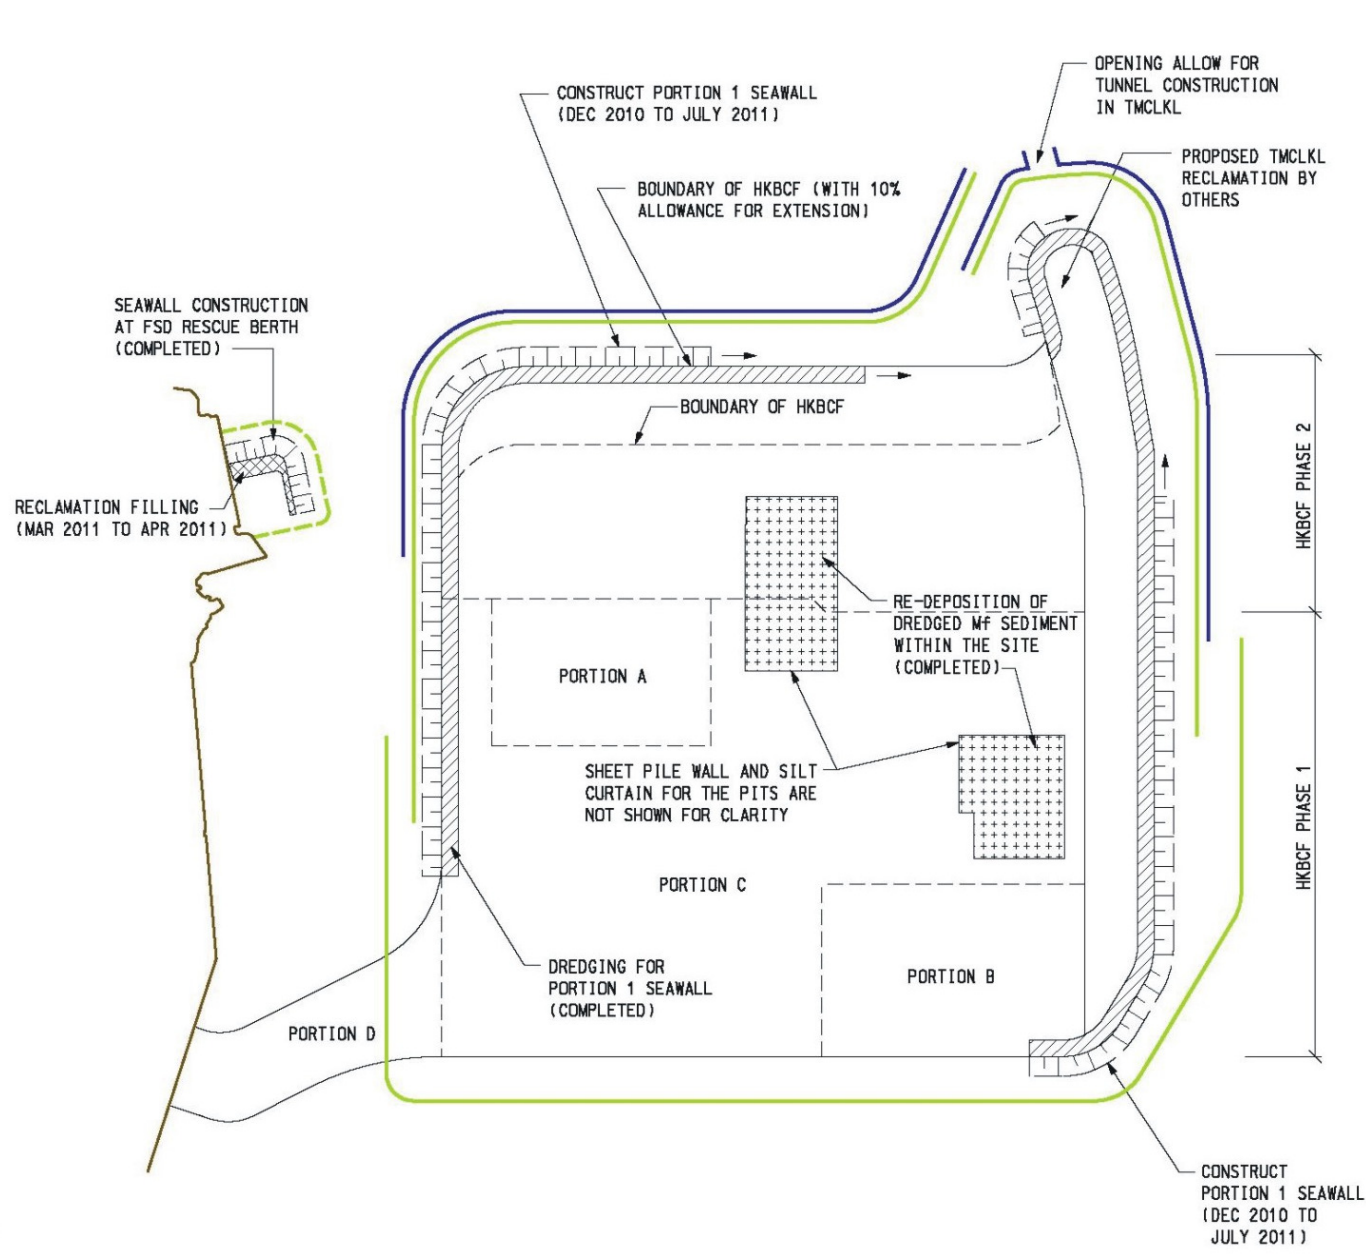 OPENING ALLOW FOR
TUNNEL CONSTRUCTION
IN TMCLKL
CONSTRUCT PORTION 1 SEAWALL
(DEC 2010 TO JULY 2011)
PROPOSED TMCLKL
RECLAMATION BY
OTHERS
BOUNDARY OF HKBCF (WITH 10%
ALLOWANCE FOR EXTENSION)
SEAWALL CONSTRUCTION
AT FSD RESCUE BERTH
(COMPLETED)
BOUNDARY OF HKBCF
HKBCF PHASE 2
RECLAMATION FILLING
(MAR 2011 TO APR 2011)
RE-DEPOSITION OF
DREDGED Mf SEDIMENT
WITHIN THE SITE
(COMPLETED)
PORTION A
SHEET PILE WALL AND SILT
CURTAIN FOR THE PITS ARE
NOT SHOWN FOR CLARITY
HKBCF PHASE 1
PORTION C
DREDGING FOR
PORTION 1 SEAWALL
(COMPLETED)
PORTION B
PORTION D
CONSTRUCT
PORTION 1 SEAWALL
(DEC 2010 TO
JULY 2011)